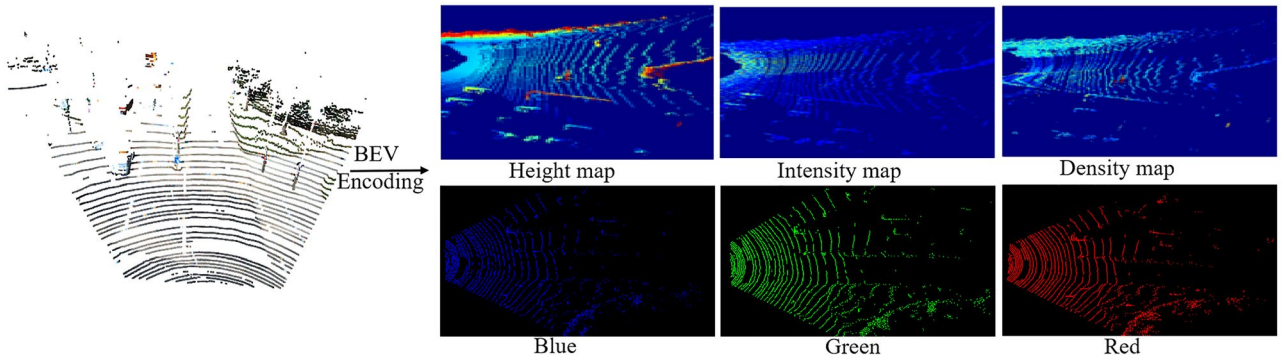 BEV
Encoding
Height map
Intensity map
Density map
Blue
Green
Red